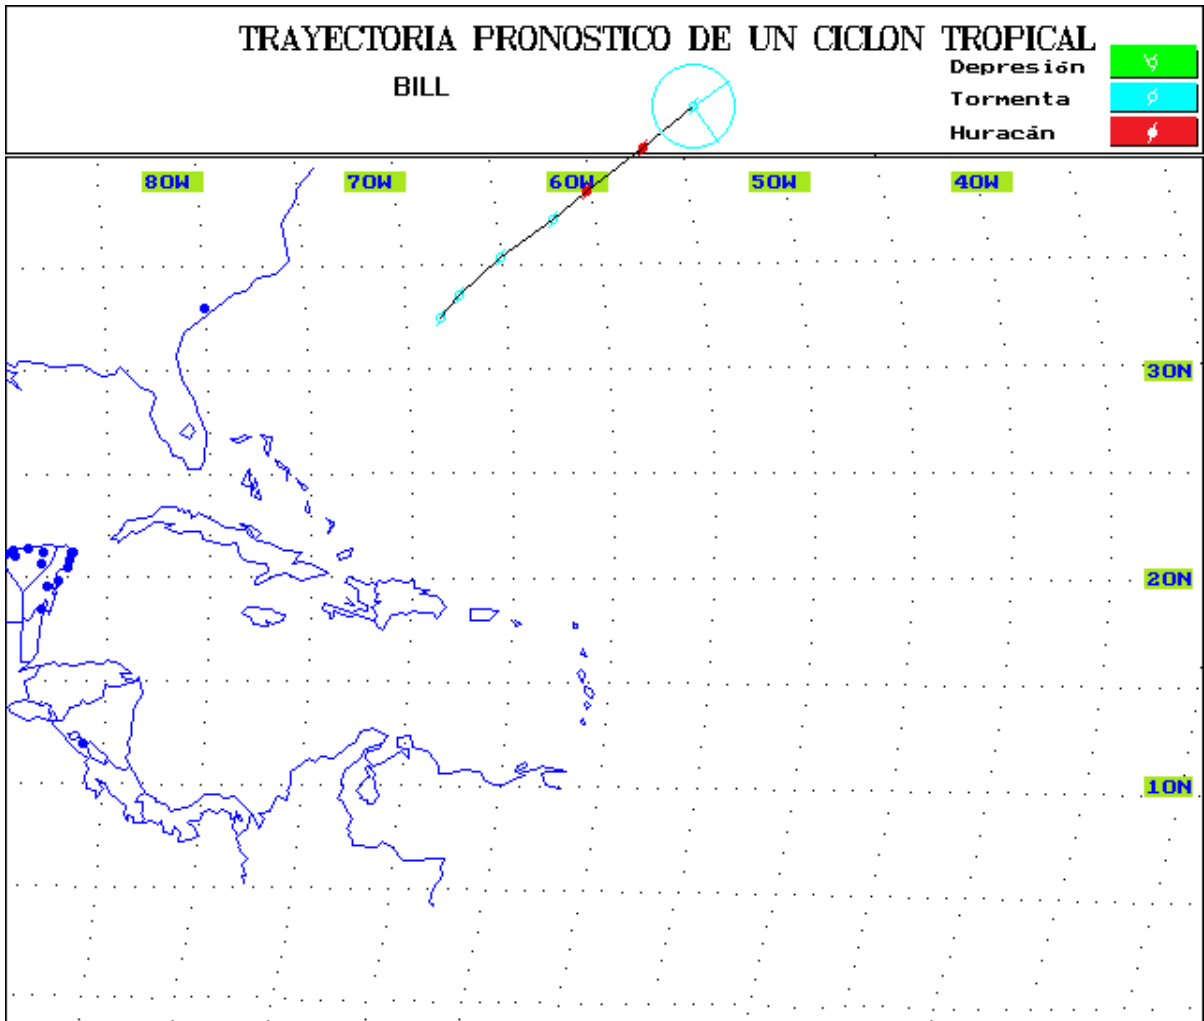 TRAYECTORIA PRONOSTICO DE UN CICLON TROPICAL
BILL
Depresión
Tormenta
Huracán
80W 70W 60W 50W 40W
30N
20N
10N